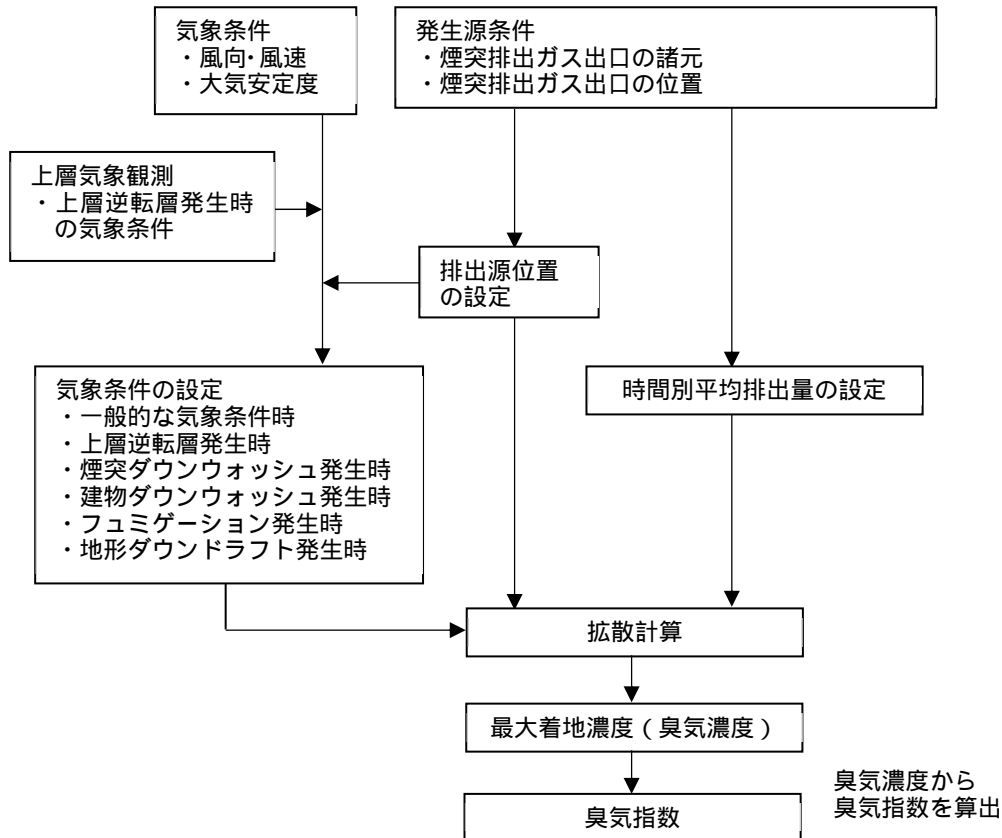 気象条件
・風向・風速
・大気安定度
発生源条件
・煙突排出ガス出口の諸元
・煙突排出ガス出口の位置
上層気象観測
・上層逆転層発生時
の気象条件
排出源位置
の設定
気象条件の設定
・一般的な気象条件時
・上層逆転層発生時
・煙突ダウンウォッシュ発生時
・建物ダウンウォッシュ発生時
・フュミゲーション発生時
・地形ダウンドラフト発生時
時間別平均排出量の設定
拡散計算
最大着地濃度(臭気濃度)
臭気指数
臭気濃度から
臭気指数を算出